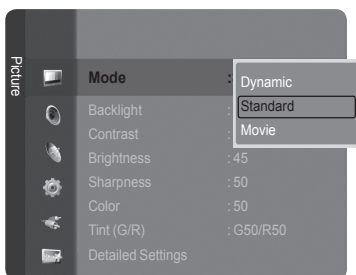 Picture
Mode : Dynamic
Backlight : Standard
Contrast : Movie
Brightness : 45
Sharpness : 50
Color : 50
Tint (G/R) : G50/R50
Detailed Settings